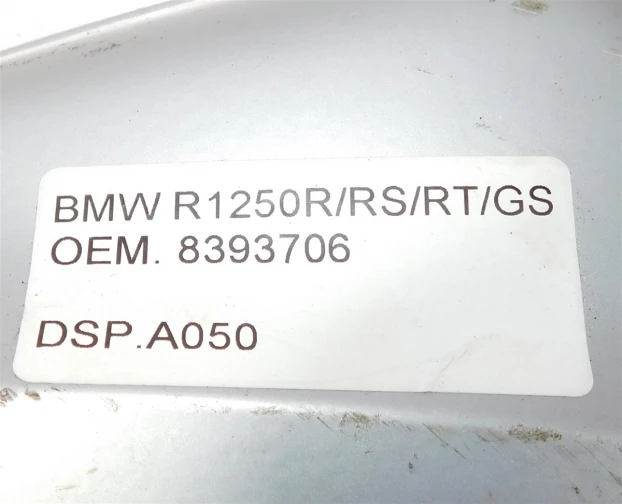 BMW R1250R/RS/RT/GS
OEM. 8393706
DSP.A050